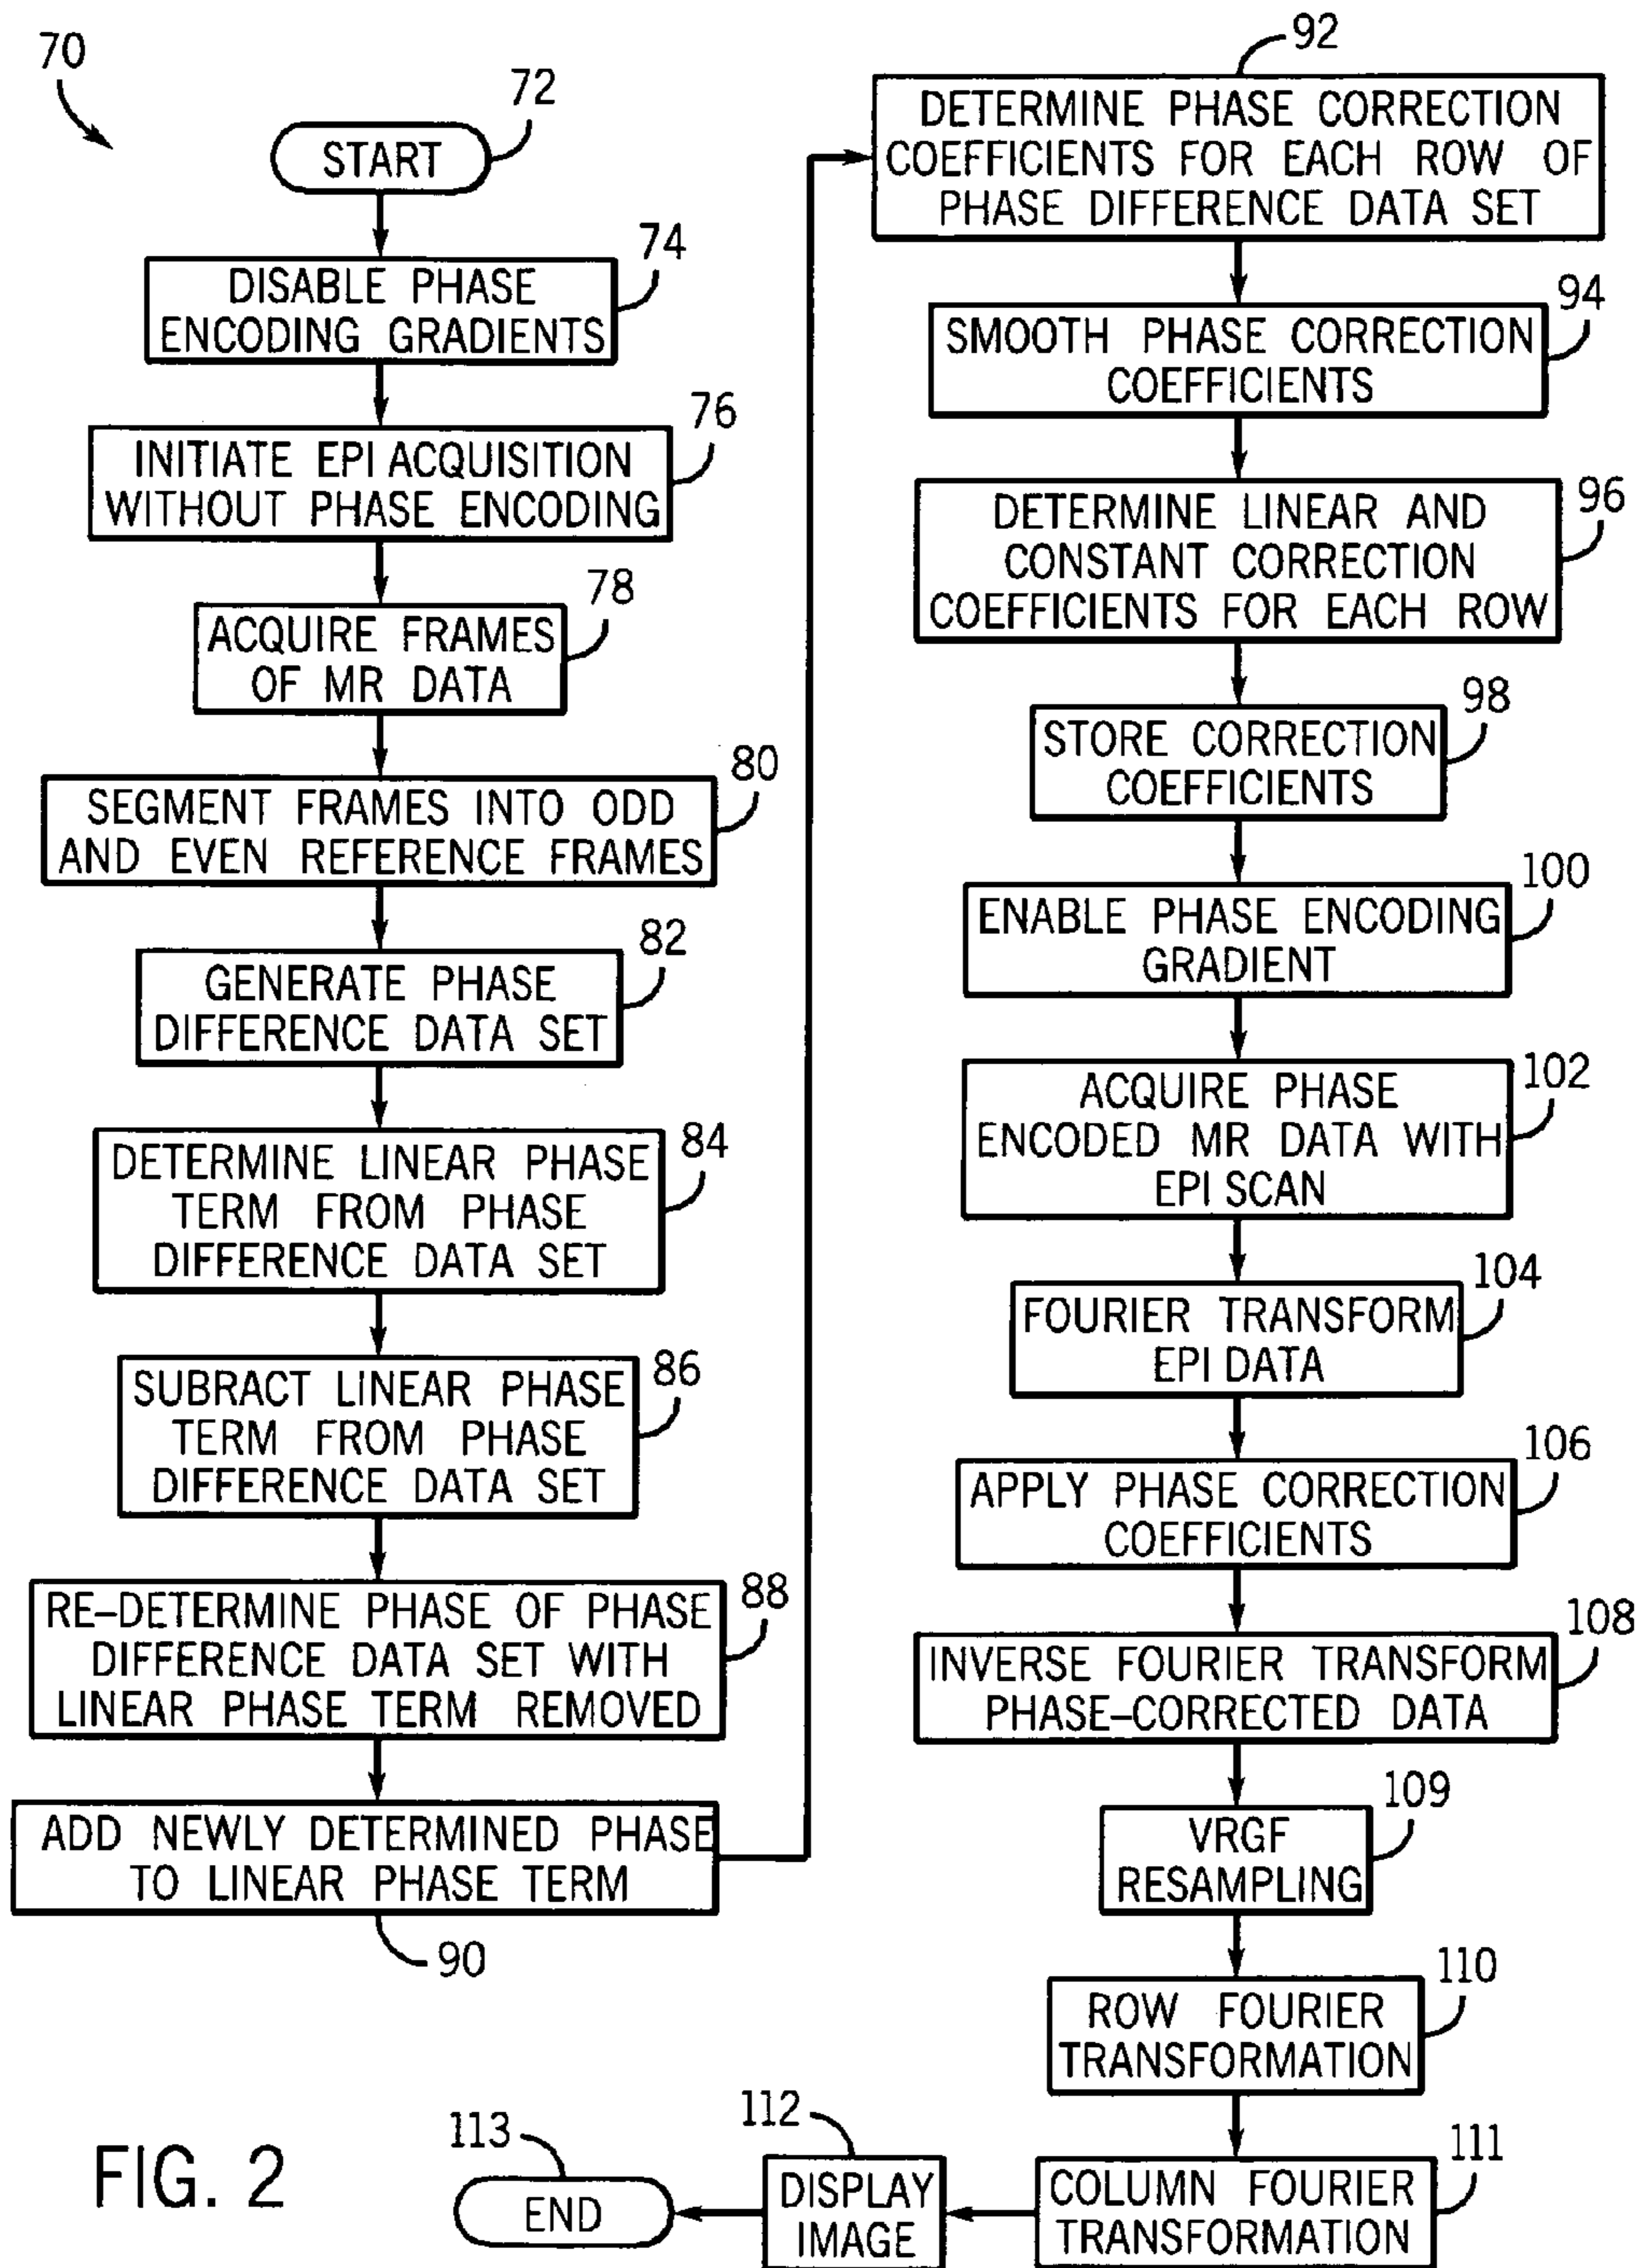 70
72
START
74
DISABLE PHASE
ENCODING GRADIENTS
76
INITIATE EPI ACQUISITION
WITHOUT PHASE ENCODING
78
ACQUIRE FRAMES
OF MR DATA
80
SEGMENT FRAMES INTO ODD
AND EVEN REFERENCE FRAMES
82
GENERATE PHASE
DIFFERENCE DATA SET
84
DETERMINE LINEAR PHASE
TERM FROM PHASE
DIFFERENCE DATA SET
86
SUBRACT LINEAR PHASE
TERM FROM PHASE
DIFFERENCE DATA SET
88
RE-DETERMINE PHASE OF PHASE
DIFFERENCE DATA SET WITH
LINEAR PHASE TERM REMOVED
ADD NEWLY DETERMINED PHASE
TO LINEAR PHASE TERM
90
92
DETERMINE PHASE CORRECTION
COEFFICIENTS FOR EACH ROW OF
PHASE DIFFERENCE DATA SET
94
SMOOTH PHASE CORRECTION
COEFFICIENTS
96
DETERMINE LINEAR AND
CONSTANT CORRECTION
COEFFICIENTS FOR EACH ROW
98
STORE CORRECTION
COEFFICIENTS
100
ENABLE PHASE ENCODING
GRADIENT
102
ACQUIRE PHASE
ENCODED MR DATA WITH
EPI SCAN
104
FOURIER TRANSFORM
EPI DATA
106
APPLY PHASE CORRECTION
COEFFICIENTS
108
INVERSE FOURIER TRANSFORM
PHASE-CORRECTED DATA
109
VRGF
RESAMPLING
110
ROW FOURIER
TRANSFORMATION
111
COLUMN FOURIER
TRANSFORMATION
112
DISPLAY
IMAGE
113
END
FIG. 2